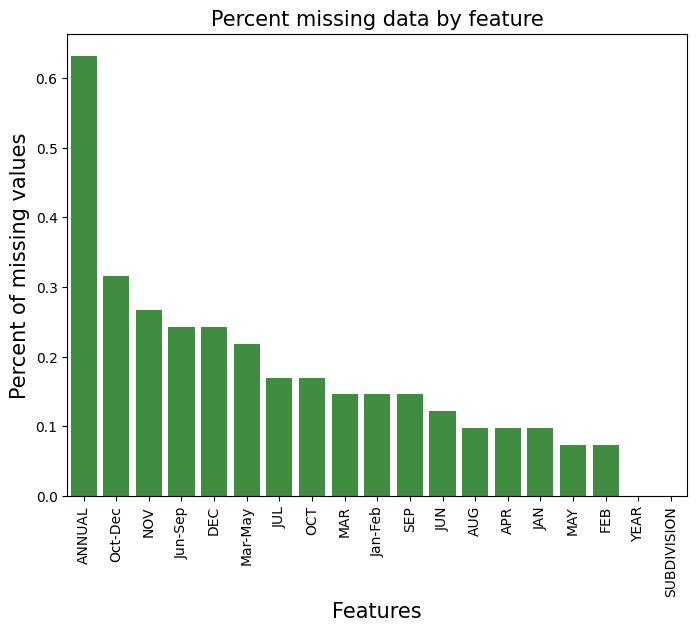 Percent missing data by feature
Percent of missing values
0.6
0.5
0.4
0.3
0.2
0.1
0.0
ANNUAL
Oct-Dec
NOV
Jun-Sep
DEC
Mar-May
JUL
OCT
MAR
Jan-Feb
SEP
JUN
AUG
APR
JAN
MAY
FEB
YEAR
SUBDIVISION
Features